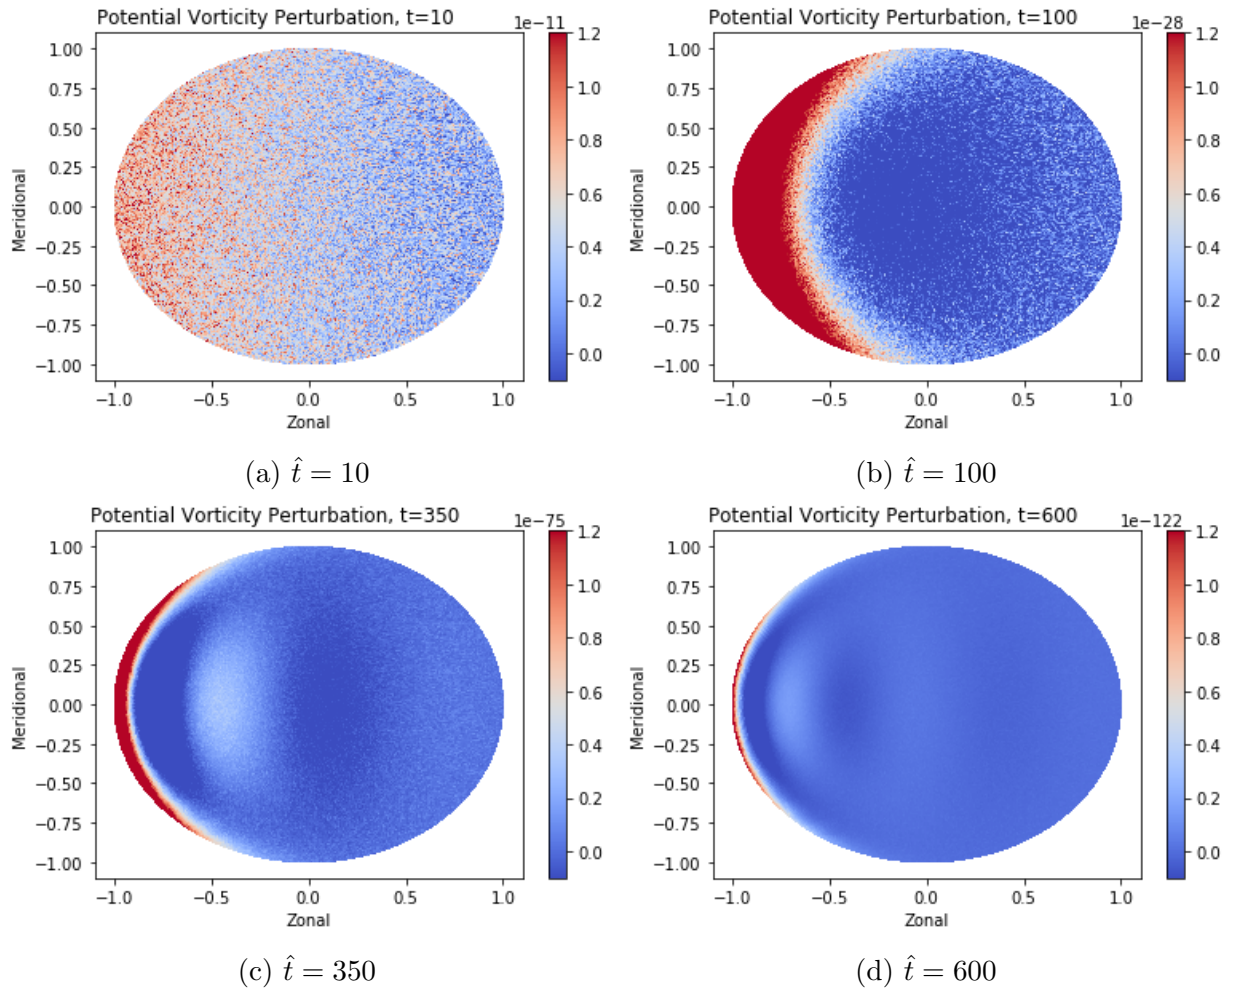 Potential Vorticity Perturbation, t=10
1e−11
Meridional
1.00
0.75
0.50
0.25
0.00
−0.25
−0.50
−0.75
−1.00
−1.0 −0.5 0.0 0.5 1.0
Zonal
1.2
1.0
0.8
0.6
0.4
0.2
0.0
(a) t̂ = 10
Potential Vorticity Perturbation, t=100
1e−28
Meridional
1.00
0.75
0.50
0.25
0.00
−0.25
−0.50
−0.75
−1.00
−1.0 −0.5 0.0 0.5 1.0
Zonal
1.2
1.0
0.8
0.6
0.4
0.2
0.0
(b) t̂ = 100
Potential Vorticity Perturbation, t=350
1e−75
Meridional
1.00
0.75
0.50
0.25
0.00
−0.25
−0.50
−0.75
−1.00
−1.0 −0.5 0.0 0.5 1.0
Zonal
1.2
1.0
0.8
0.6
0.4
0.2
0.0
(c) t̂ = 350
Potential Vorticity Perturbation, t=600
1e−122
Meridional
1.00
0.75
0.50
0.25
0.00
−0.25
−0.50
−0.75
−1.00
−1.0 −0.5 0.0 0.5 1.0
Zonal
1.2
1.0
0.8
0.6
0.4
0.2
0.0
(d) t̂ = 600